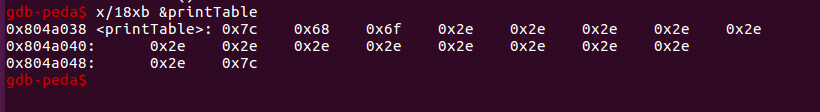 gdb-peda$ x/18xb &printTable
0x804a038 <printTable>: 0x7c 0x68 0x6f 0x2e 0x2e 0x2e 0x2e 0x2e
0x804a040: 0x2e 0x2e 0x2e 0x2e 0x2e 0x2e 0x2e 0x2e
0x804a048: 0x2e 0x7c
gdb-peda$